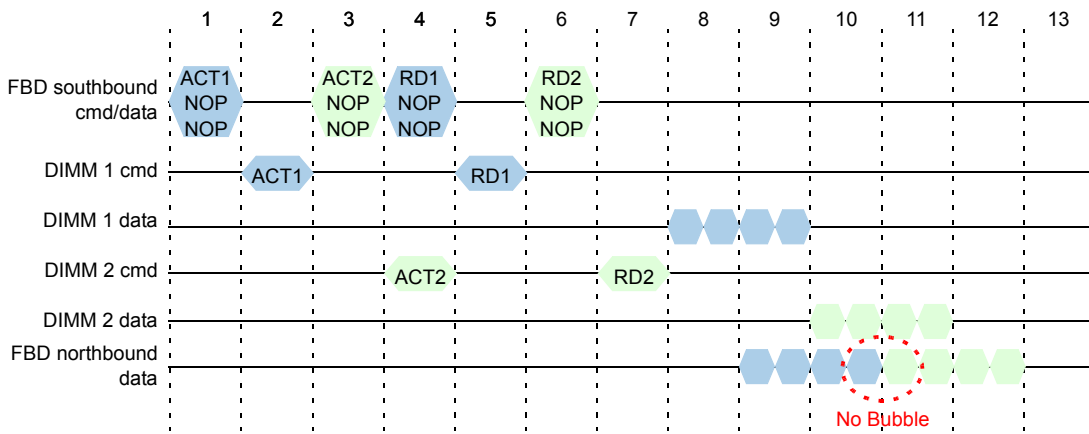 1 2 3 4 5 6 7 8 9 10 11 12 13
FBD southbound
cmd/data
ACT1
NOP
NOP
ACT2
NOP
NOP
RD1
NOP
NOP
RD2
NOP
NOP
DIMM 1 cmd
ACT1
RD1
DIMM 1 data
DIMM 2 cmd
ACT2
RD2
DIMM 2 data
FBD northbound
data
No Bubble